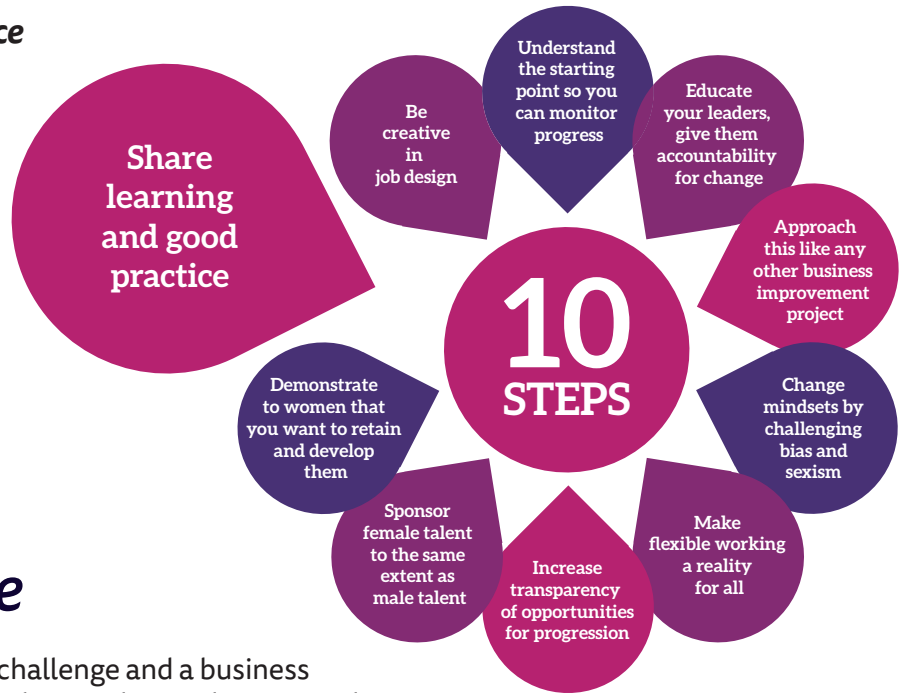 Share
learning
and good
practice
Be
creative
in
job design
Understand
the starting
point so you
can monitor
progress
Educate
your leaders,
give them
accountability
for change
Approach
this like any
other business
improvement
project
Change
mindsets by
challenging
bias and
sexism
Make
flexible working
a reality
for all
Increase
transparency
of opportunities
for progression
Sponsor
female talent
to the same
extent as
male talent
Demonstrate
to women that
you want to retain
and develop
them
10
STEPS
challenge and a business